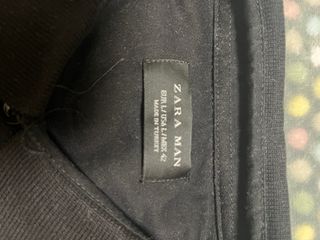 ZARA MAN
EUR L / USA L / MEX 42
MADE IN TURKEY